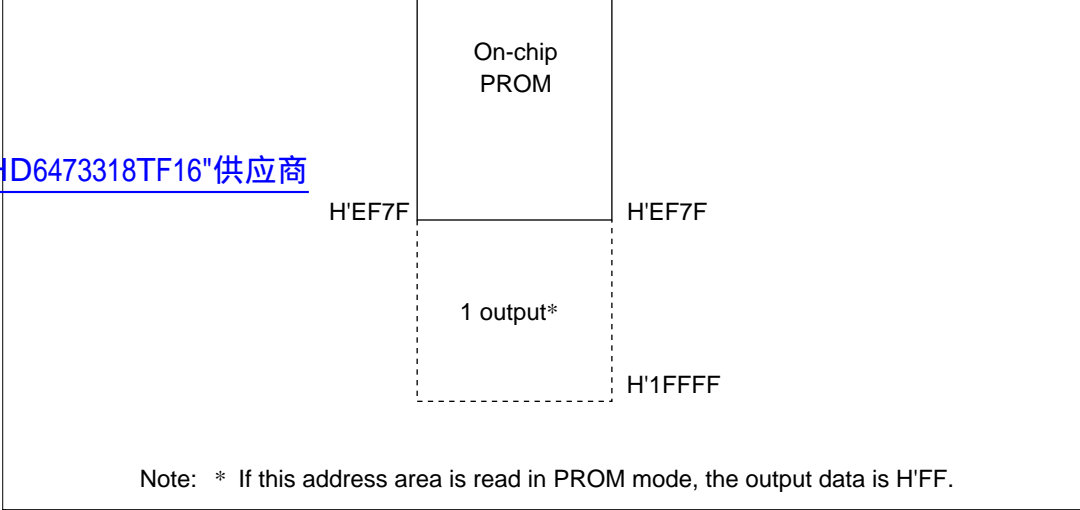 On-chip
PROM
HD6473318TF16"供应商
H'EF7F H'EF7F
1 output*
H'1FFFF
Note: * If this address area is read in PROM mode, the output data is H'FF.